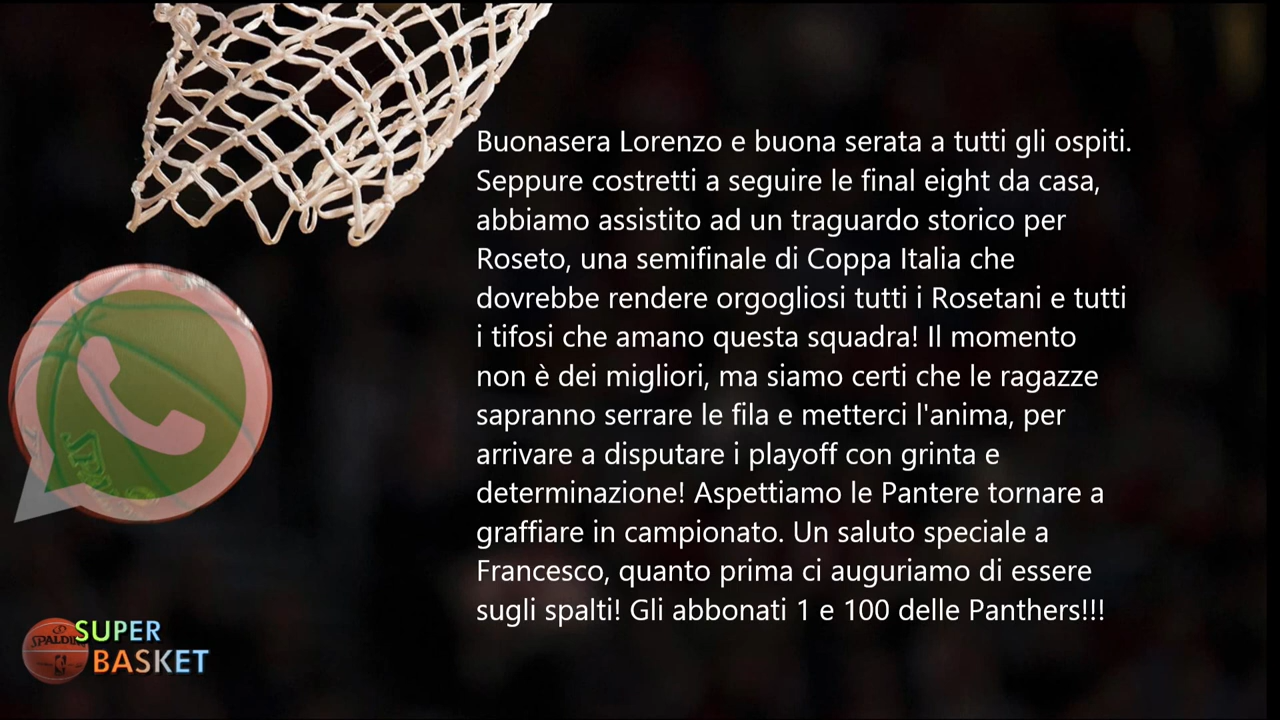 Buonasera Lorenzo e buona serata a tutti gli ospiti.
Seppure costretti a seguire le final eight da casa,
abbiamo assistito ad un traguardo storico per
Roseto, una semifinale di Coppa Italia che
dovrebbe rendere orgogliosi tutti i Rosetani e tutti
i tifosi che amano questa squadra! Il momento
non è dei migliori, ma siamo certi che le ragazze
sapranno serrare le fila e metterci l'anima, per
arrivare a disputare i playoff con grinta e
determinazione! Aspettiamo le Pantere tornare a
graffiare in campionato. Un saluto speciale a
Francesco, quanto prima ci auguriamo di essere
sugli spalti! Gli abbonati 1 e 100 delle Panthers!!!
SPALDING
SUPER
BASKET